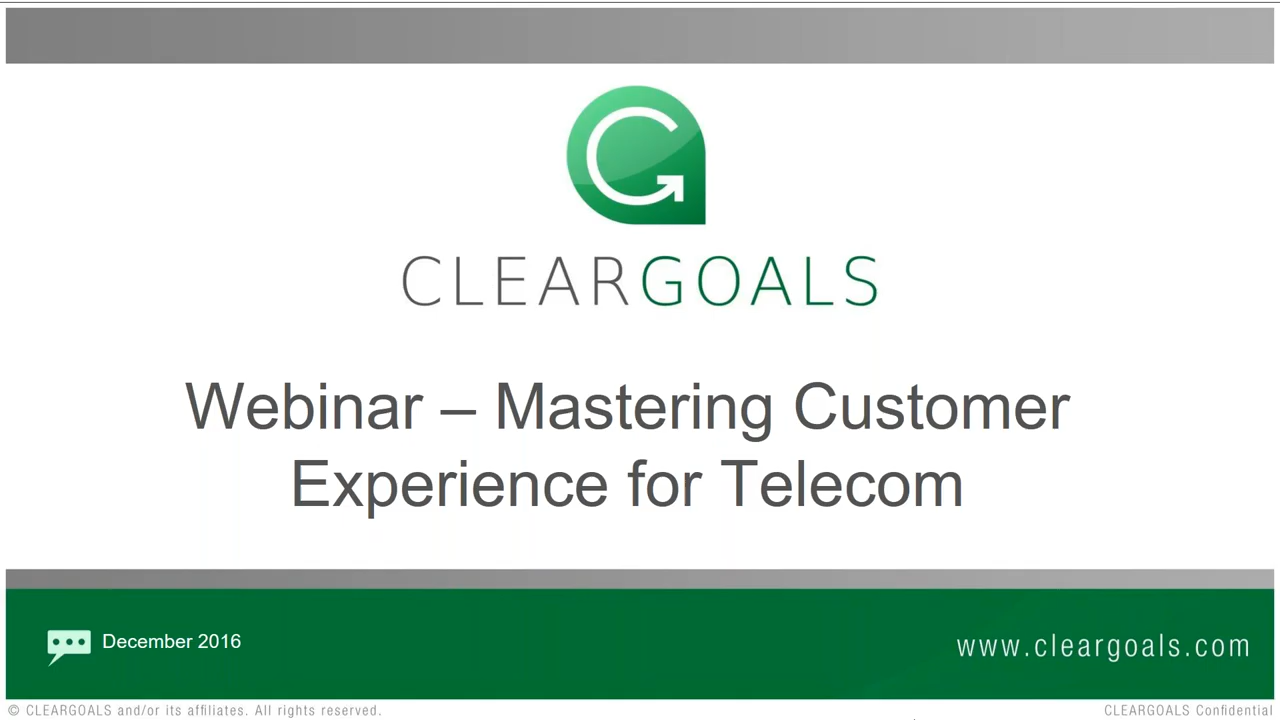 CLEARGOALS
Webinar – Mastering Customer
Experience for Telecom
December 2016
www.cleargoals.com
© CLEARGOALS and/or its affiliates. All rights reserved.
CLEARGOALS Confidential